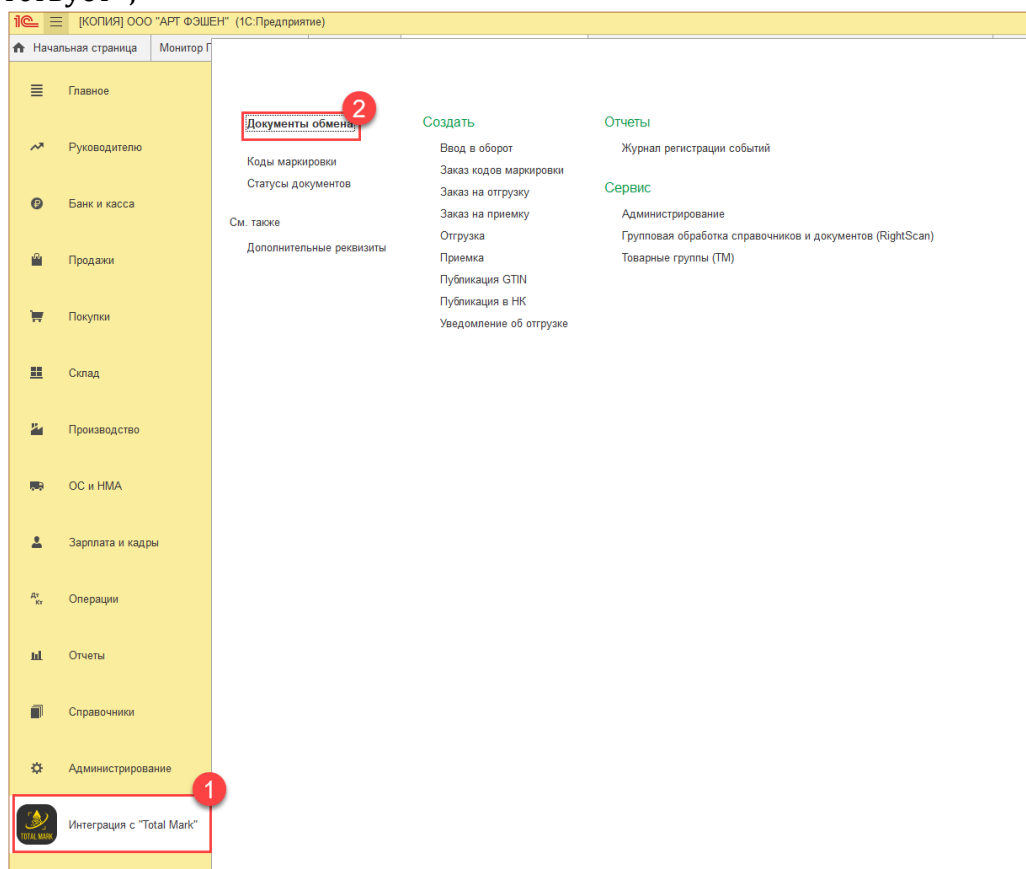 [КОПИЯ] ООО "АРТ ФЭШЕН" (1С:Предприятие)
Начальная страница
Монитор
Главное
Руководителю
Банк и касса
Продажи
Покупки
Склад
Производство
ОС и НМА
Зарплата и кадры
Дт Кт
Операции
Отчеты
Справочники
Администрирование
1
TOTAL MARK
Интеграция с "Total Mark"
2
Документы обмена
Коды маркировки
Статусы документов
См. также
Дополнительные реквизиты
Создать
Ввод в оборот
Заказ кодов маркировки
Заказ на отгрузку
Заказ на приемку
Отгрузка
Приемка
Публикация GTIN
Публикация в НК
Уведомление об отгрузке
Отчеты
Журнал регистрации событий
Сервис
Администрирование
Групповая обработка справочников и документов (RightScan)
Товарные группы (ТМ)